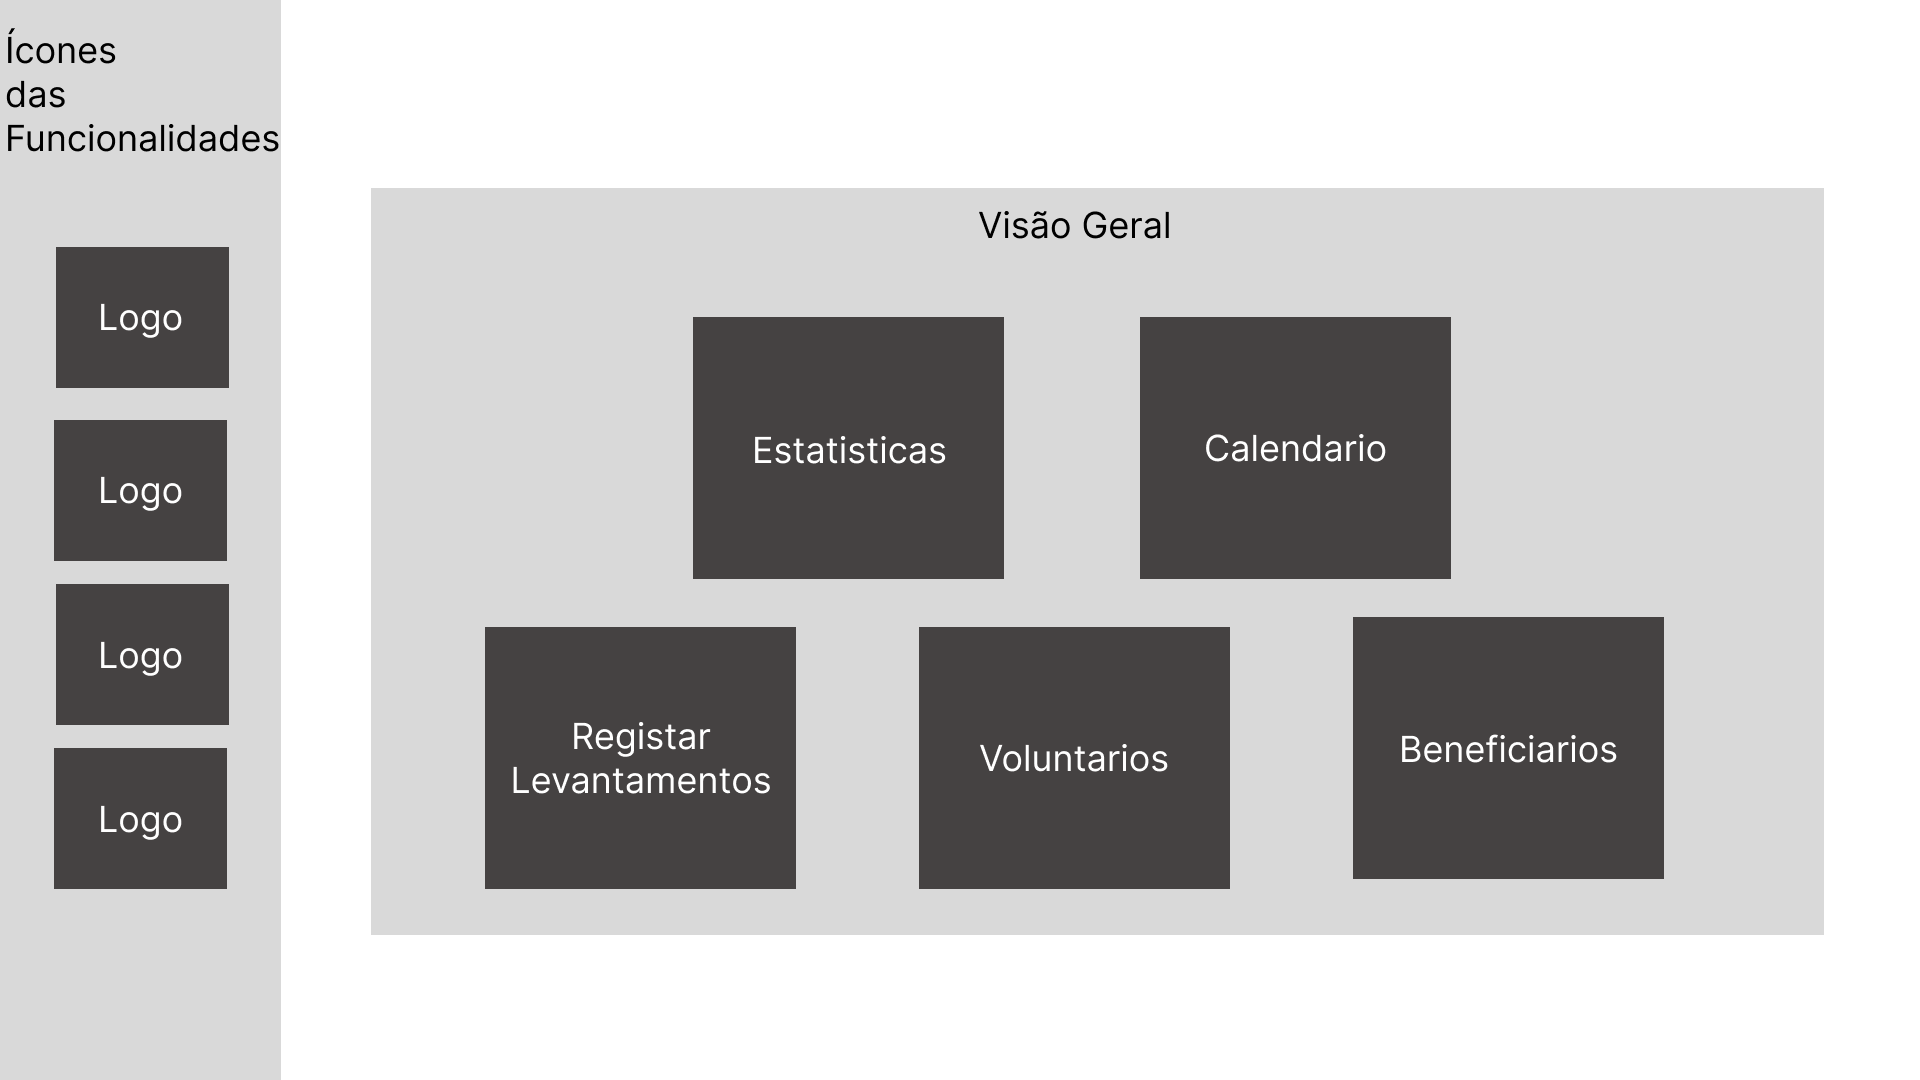 Ícones
das
Funcionalidades
Logo
Logo
Logo
Logo
Visão Geral
Estatisticas
Calendario
Registar
Levantamentos
Voluntarios
Beneficiarios